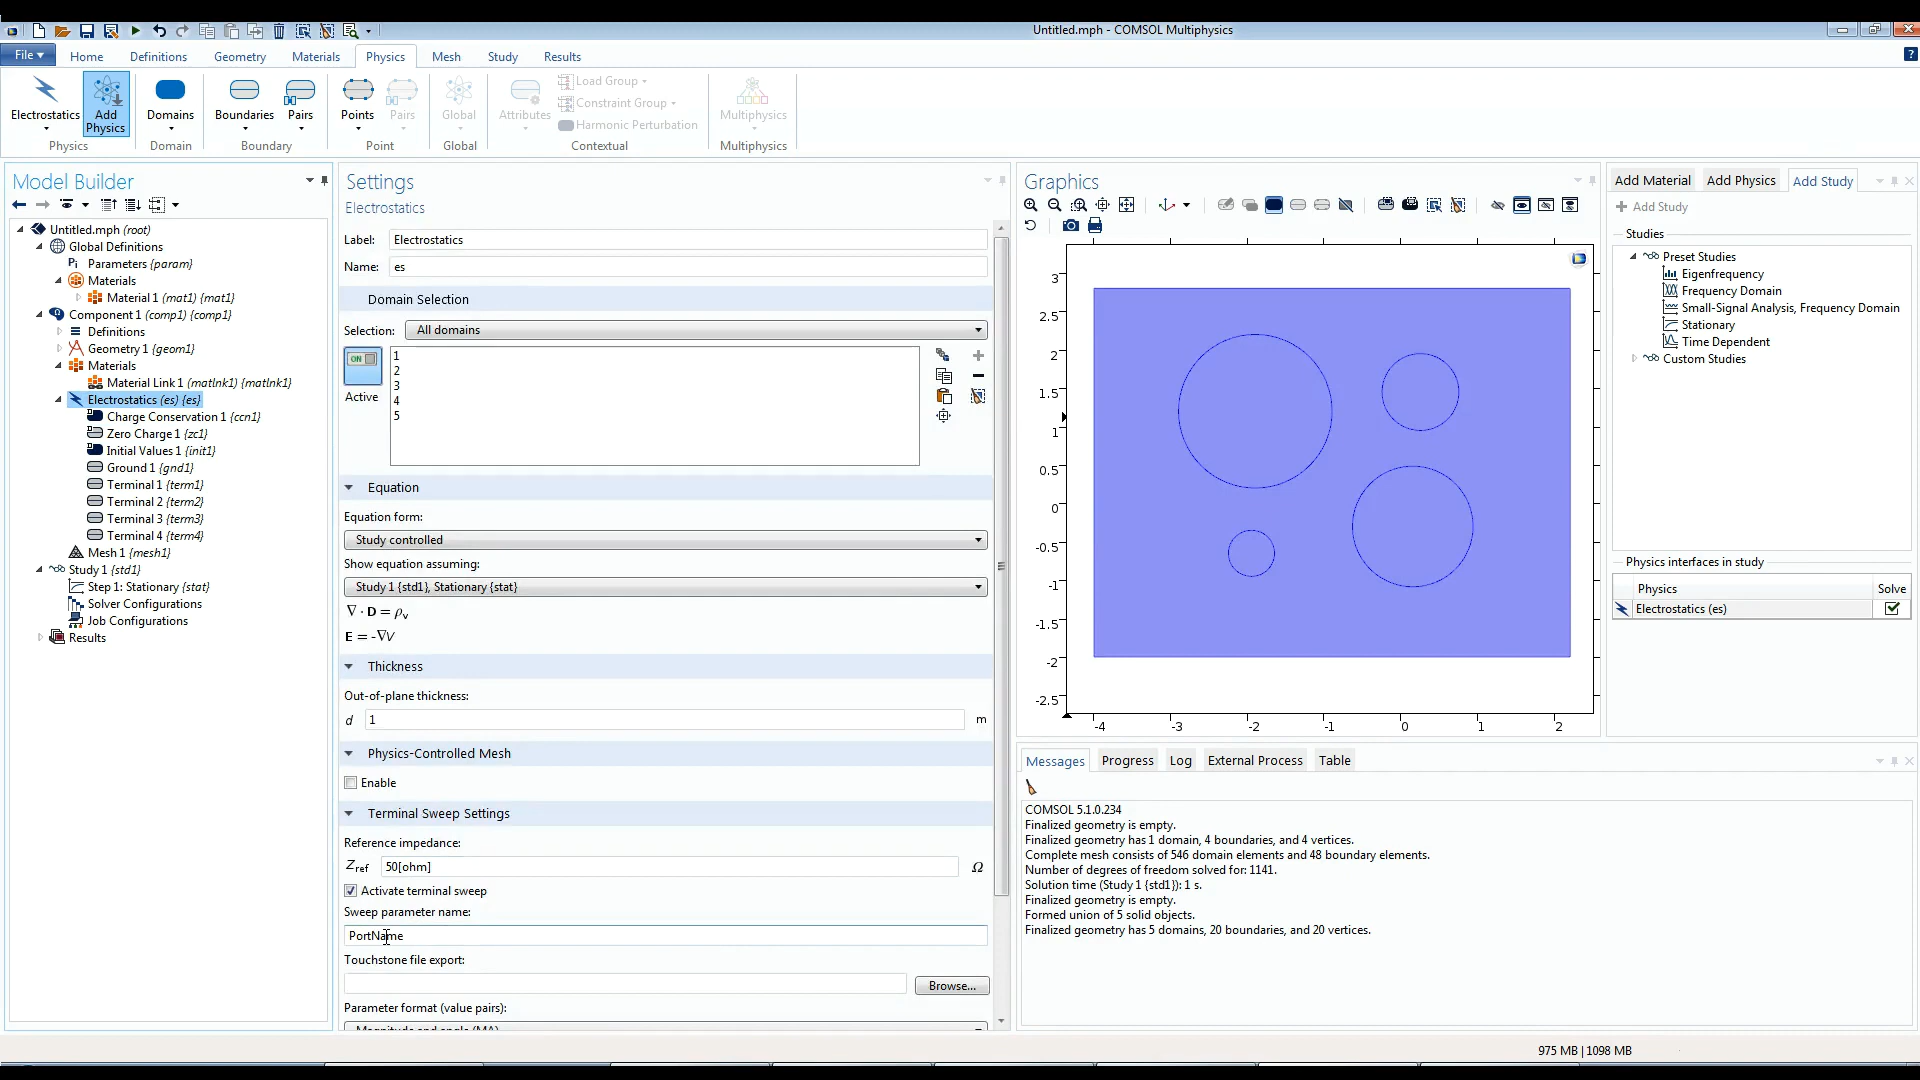 Untitled.mph - COMSOL Multiphysics
File
Home
Definitions
Geometry
Materials
Physics
Mesh
Study
Results
Electrostatics
Add
Physics
Domains
Boundaries
Pairs
Points
Pairs
Global
Attributes
Load Group
Constraint Group
Harmonic Perturbation
Multiphysics
Physics
Domain
Boundary
Point
Global
Contextual
Multiphysics
Model Builder
Untitled.mph (root)
Global Definitions
Parameters {param}
Materials
Material 1 (mat1) {mat1}
Component 1 (comp1) {comp1}
Definitions
Geometry 1 {geom1}
Materials
Material Link 1 (matlnk1) {matlnk1}
Electrostatics (es) {es}
Charge Conservation 1 {ccn1}
Zero Charge 1 {zc1}
Initial Values 1 {init1}
Ground 1 {gnd1}
Terminal 1 {term1}
Terminal 2 {term2}
Terminal 3 {term3}
Terminal 4 {term4}
Mesh 1 {mesh1}
Study 1 {std1}
Step 1: Stationary {stat}
Solver Configurations
Job Configurations
Results
Settings
Electrostatics
Label: Electrostatics
Name: es
Domain Selection
Selection: All domains
ON
Active
1
2
3
4
5
Equation
Equation form:
Study controlled
Show equation assuming:
Study 1 {std1}, Stationary {stat}
∇ · D = ρv
E = -∇V
Thickness
Out-of-plane thickness:
d 1 m
Physics-Controlled Mesh
Enable
Terminal Sweep Settings
Reference impedance:
Zref 50[ohm] Ω
Activate terminal sweep
Sweep parameter name:
PortName
Touchstone file export:
Browse...
Parameter format (value pairs):
Magnitude and angle (MA)
Graphics
3
2.5
2
1.5
1
0.5
0
-0.5
-1
-1.5
-2
-2.5
-4 -3 -2 -1 0 1 2
Messages
Progress
Log
External Process
Table
COMSOL 5.1.0.234
Finalized geometry is empty.
Finalized geometry has 1 domain, 4 boundaries, and 4 vertices.
Complete mesh consists of 546 domain elements and 48 boundary elements.
Number of degrees of freedom solved for: 1141.
Solution time (Study 1 {std1}): 1 s.
Finalized geometry is empty.
Formed union of 5 solid objects.
Finalized geometry has 5 domains, 20 boundaries, and 20 vertices.
Add Material
Add Physics
Add Study
Add Study
Studies
Preset Studies
Eigenfrequency
Frequency Domain
Small-Signal Analysis, Frequency Domain
Stationary
Time Dependent
Custom Studies
Physics interfaces in study
Physics Solve
Electrostatics (es)
975 MB | 1098 MB